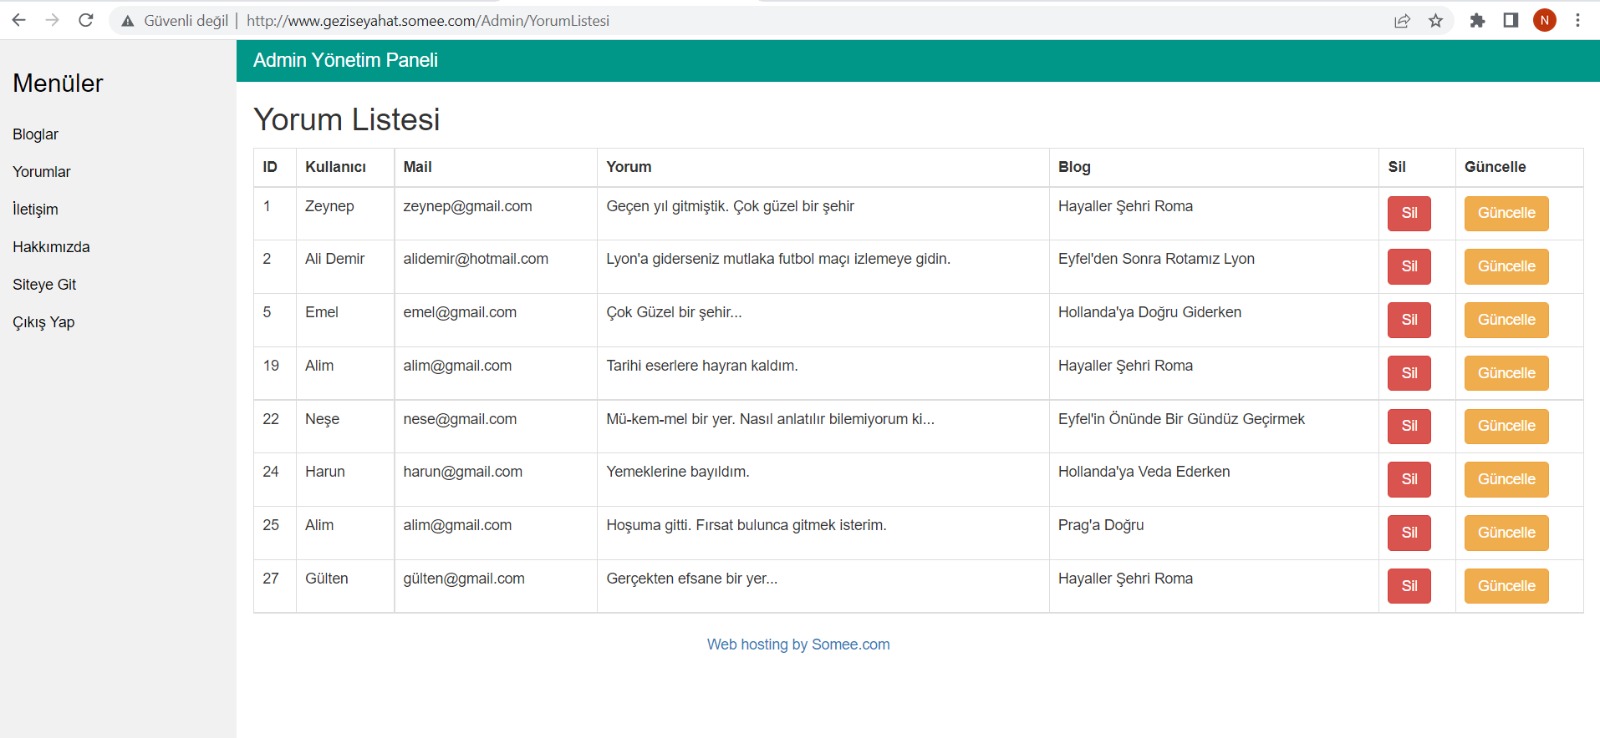 Güvenli değil | http://www.geziseyahat.somee.com/Admin/YorumListesi
N
Menüler
Bloglar
Yorumlar
İletişim
Hakkımızda
Siteye Git
Çıkış Yap
Admin Yönetim Paneli
Yorum Listesi
ID Kullanıcı Mail Yorum Blog Sil Güncelle
1 Zeynep zeynep@gmail.com Geçen yıl gitmiştik. Çok güzel bir şehir Hayaller Şehri Roma Sil Güncelle
2 Ali Demir alidemir@hotmail.com Lyon'a giderseniz mutlaka futbol maçı izlemeye gidin. Eyfel'den Sonra Rotamız Lyon Sil Güncelle
5 Emel emel@gmail.com Çok Güzel bir şehir... Hollanda'ya Doğru Giderken Sil Güncelle
19 Alim alim@gmail.com Tarihi eserlere hayran kaldım. Hayaller Şehri Roma Sil Güncelle
22 Neşe nese@gmail.com Mü-kem-mel bir yer. Nasıl anlatılır bilemiyorum ki... Eyfel'in Önünde Bir Gündüz Geçirmek Sil Güncelle
24 Harun harun@gmail.com Yemeklerine bayıldım. Hollanda'ya Veda Ederken Sil Güncelle
25 Alim alim@gmail.com Hoşuma gitti. Fırsat bulunca gitmek isterim. Prag'a Doğru Sil Güncelle
27 Gülten gülten@gmail.com Gerçekten efsane bir yer... Hayaller Şehri Roma Sil Güncelle
Web hosting by Somee.com